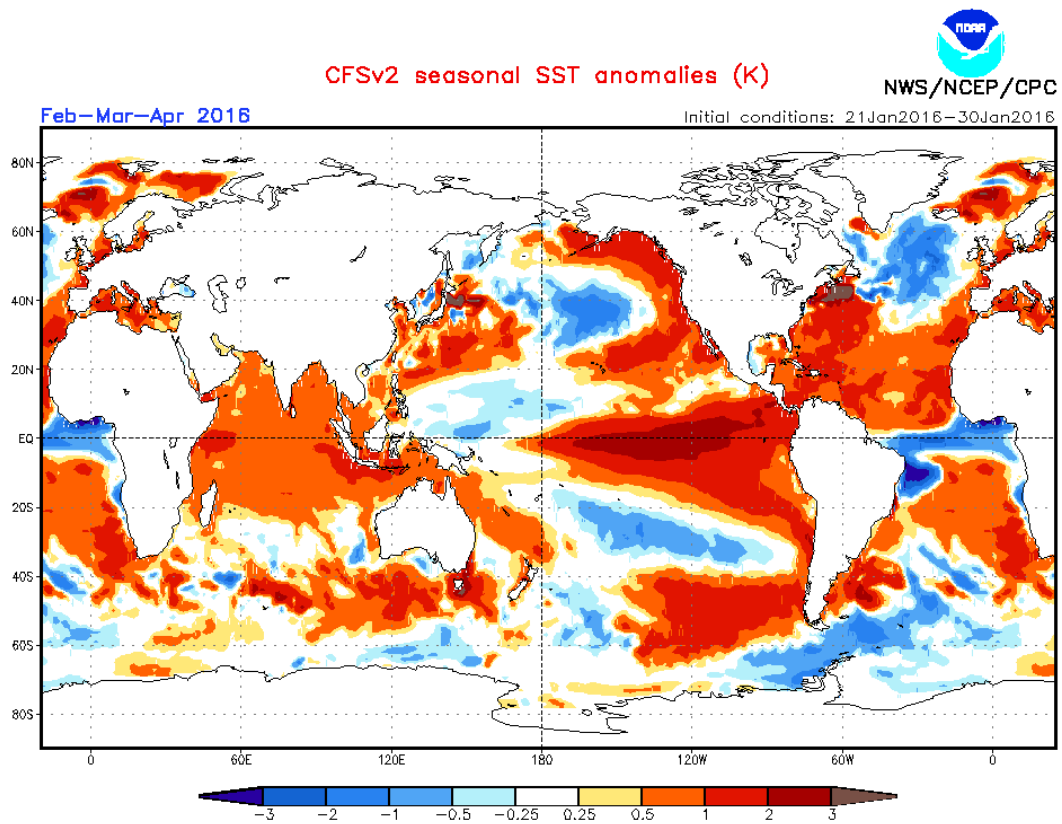 NOAA
CFSv2 seasonal SST anomalies (K)
NWS/NCEP/CPC
Feb-Mar-Apr 2016
Initial conditions: 21Jan2016-30Jan2016
80N
60N
40N
20N
EQ
20S
40S
60S
80S
0 60E 120E 180 120W 60W 0
-3 -2 -1 -0.5 -0.25 0.25 0.5 1 2 3